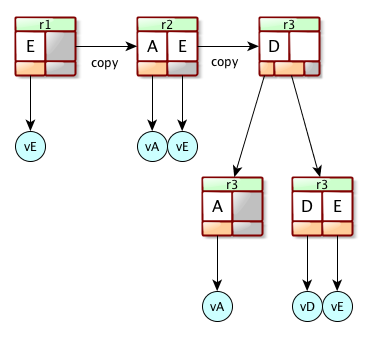 r1 r2 r3
E A E D
copy copy
vE vA vE
r3 r3
A D E
vA vD vE